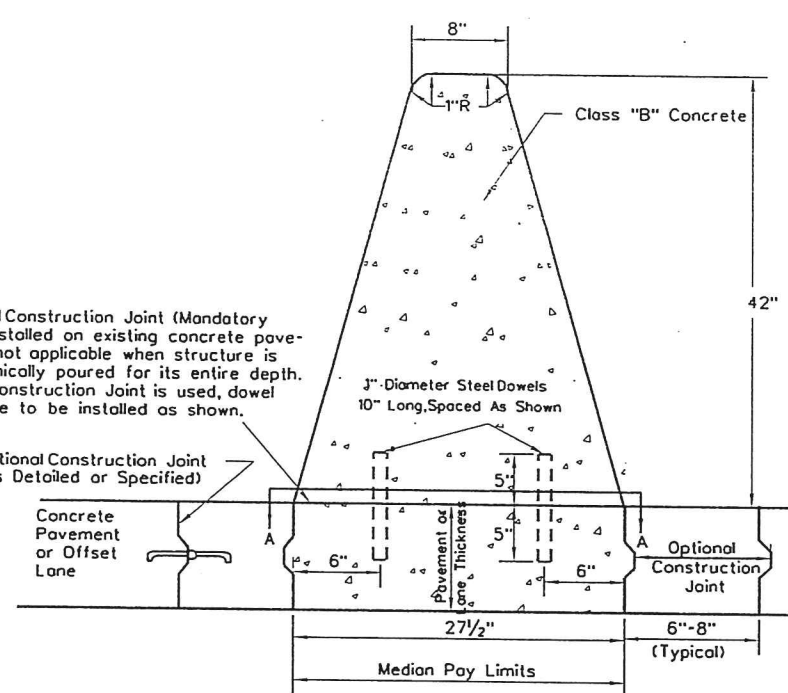 8"
1"R
Class "B" Concrete
42"
Construction Joint (Mandatory
stalled on existing concrete pave-
not applicable when structure is
nically poured for its entire depth.
onstruction Joint is used, dowel
e to be installed as shown.
1"-Diameter Steel Dowels
10" Long, Spaced As Shown
tional Construction Joint
s Detailed or Specified)
5"
Concrete
Pavement
or Offset
Lane
A
5"
A
6"
Pavement or
Lane Thickness
6"
Optional
Construction
Joint
27½"
6"-8"
(Typical)
Median Pay Limits